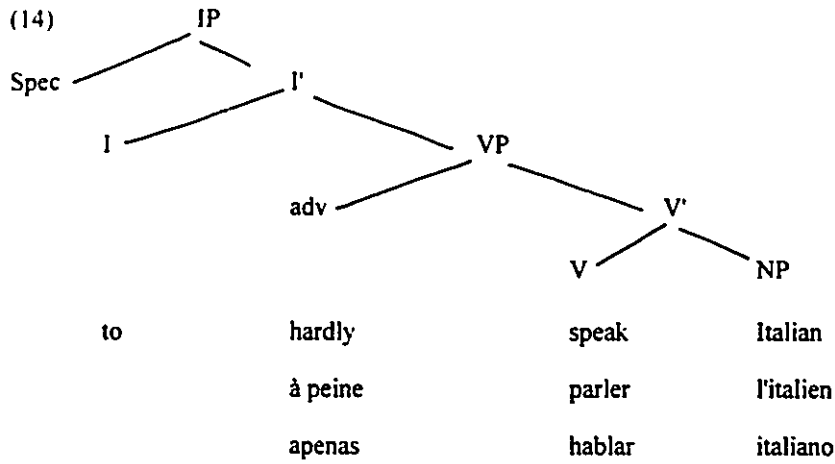 (14) IP
Spec I'
I VP
adv V'
V NP
to hardly speak Italian
à peine parler l'italien
apenas hablar italiano